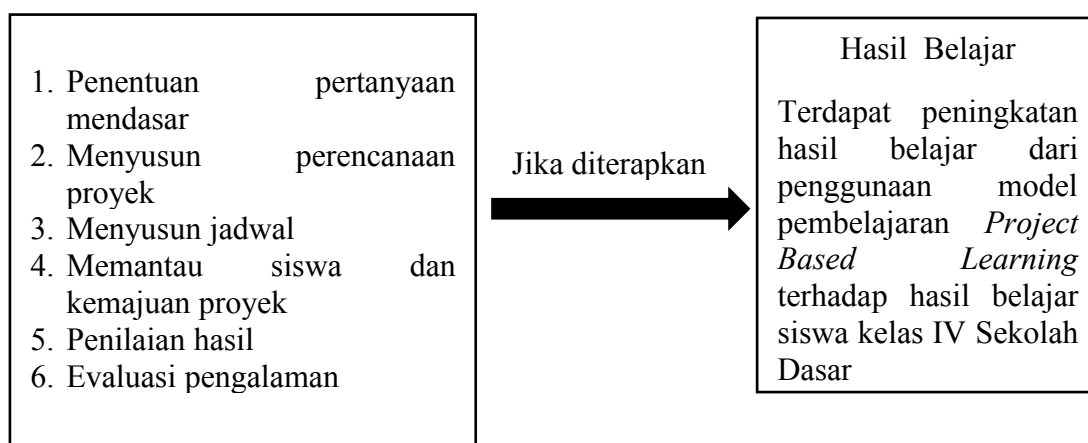 1. Penentuan pertanyaan
mendasar
2. Menyusun perencanaan
proyek
3. Menyusun jadwal
4. Memantau siswa dan
kemajuan proyek
5. Penilaian hasil
6. Evaluasi pengalaman
Jika diterapkan
Hasil Belajar
Terdapat peningkatan
hasil belajar dari
penggunaan model
pembelajaran Project
Based Learning
terhadap hasil belajar
siswa kelas IV Sekolah
Dasar